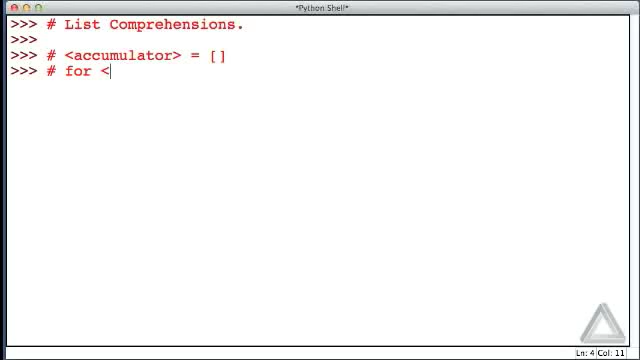 *Python Shell*
>>> # List Comprehensions.
>>>
>>> # <accumulator> = []
>>> # for <
Ln: 4 Col: 11